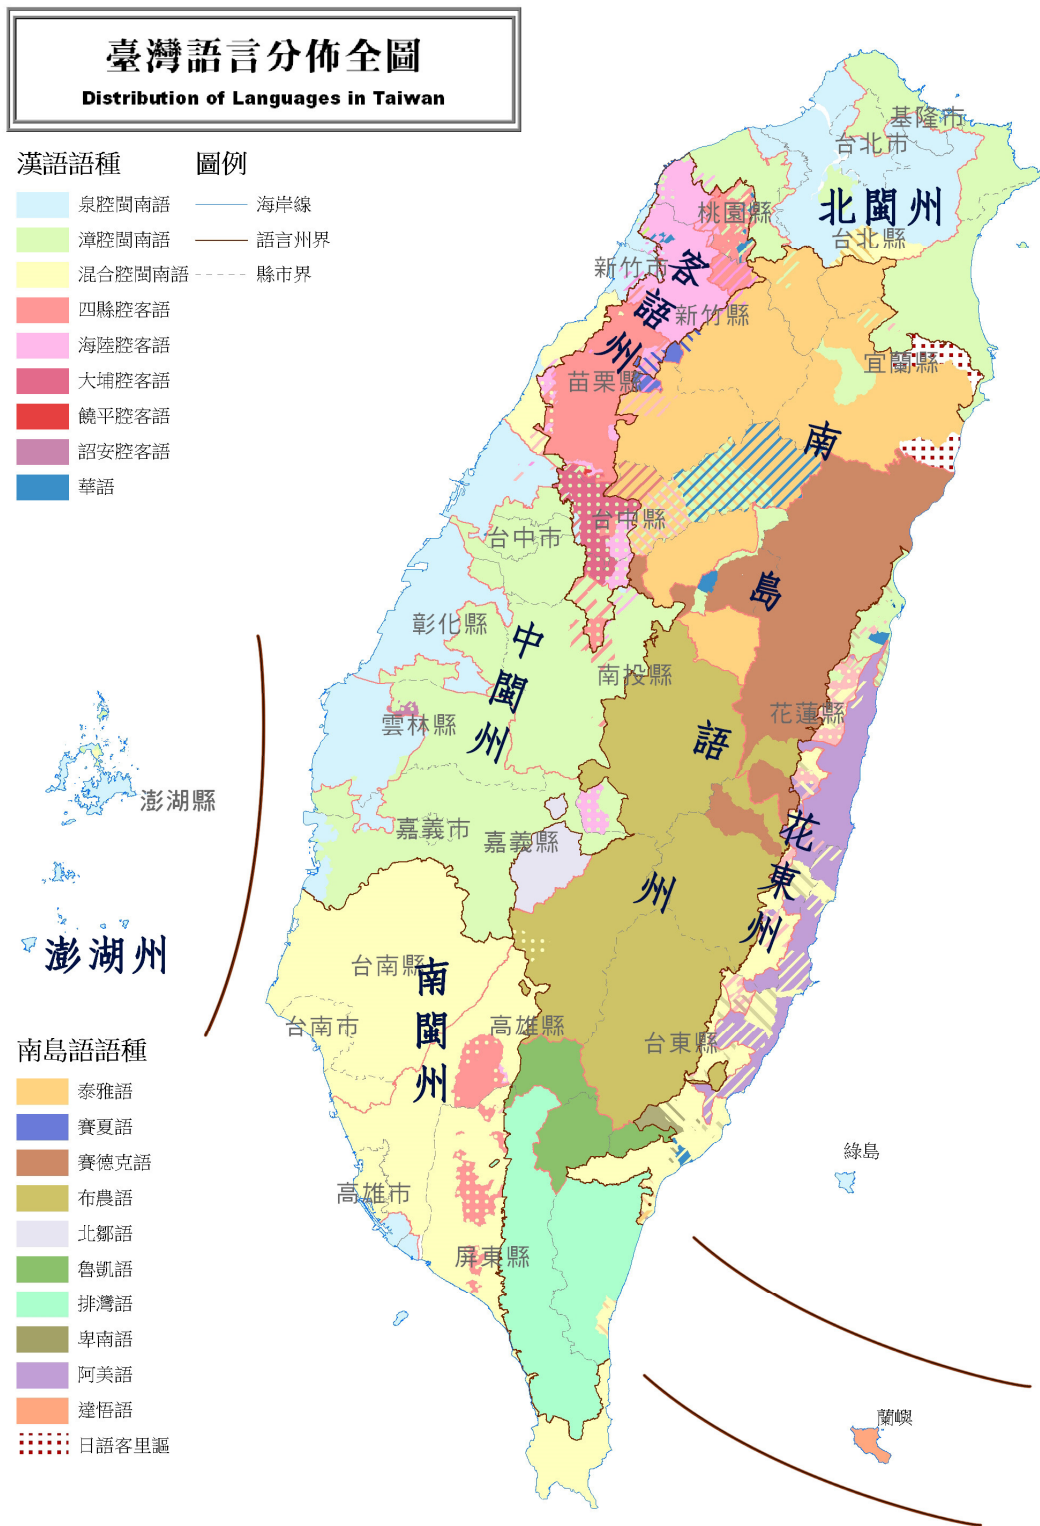 臺灣語言分佈全圖
Distribution of Languages in Taiwan
漢語語種
泉腔閩南語
漳腔閩南語
混合腔閩南語
四縣腔客語
海陸腔客語
大埔腔客語
饒平腔客語
詔安腔客語
華語
圖例
海岸線
語言州界
縣市界
基隆市
台北市
北閩州
台北縣
桃園縣
新竹市
客語州
新竹縣
宜蘭縣
苗栗縣
南島語州
台中縣
台中市
彰化縣
中閩州
南投縣
花蓮縣
雲林縣
澎湖縣
嘉義市
嘉義縣
花東州
澎湖州
台南縣
南閩州
台南市
高雄縣
台東縣
高雄市
屏東縣
綠島
蘭嶼
南島語語種
泰雅語
賽夏語
賽德克語
布農語
北鄒語
魯凱語
排灣語
卑南語
阿美語
達悟語
日語客里謳